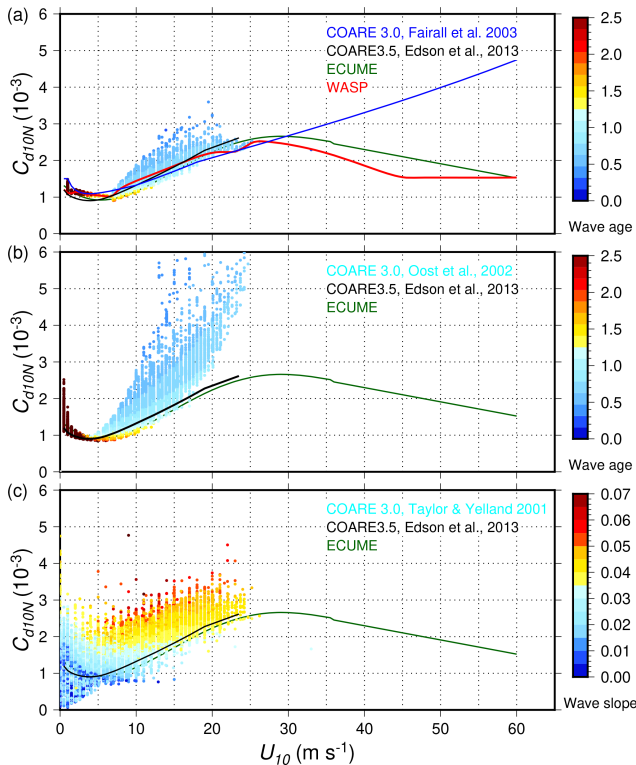 (a)
6
5
4
3
2
1
0
C_d10N (10^-3)
COARE 3.0, Fairall et al. 2003
COARE3.5, Edson et al., 2013
ECUME
WASP
2.5
2.0
1.5
1.0
0.5
0.0
Wave age
(b)
6
5
4
3
2
1
0
C_d10N (10^-3)
COARE 3.0, Oost et al., 2002
COARE3.5, Edson et al., 2013
ECUME
2.5
2.0
1.5
1.0
0.5
0.0
Wave age
(c)
6
5
4
3
2
1
0
C_d10N (10^-3)
COARE 3.0, Taylor & Yelland 2001
COARE3.5, Edson et al., 2013
ECUME
0.07
0.06
0.05
0.04
0.03
0.02
0.01
0.00
Wave slope
0 10 20 30 40 50 60
U_10 (m s^-1)